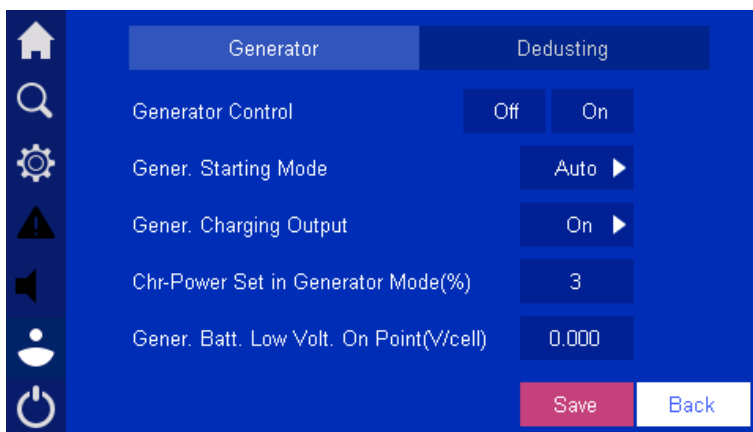 Generator Dedusting
Generator Control Off On
Gener. Starting Mode Auto
Gener. Charging Output On
Chr-Power Set in Generator Mode(%) 3
Gener. Batt. Low Volt. On Point(V/cell) 0.000
Save Back